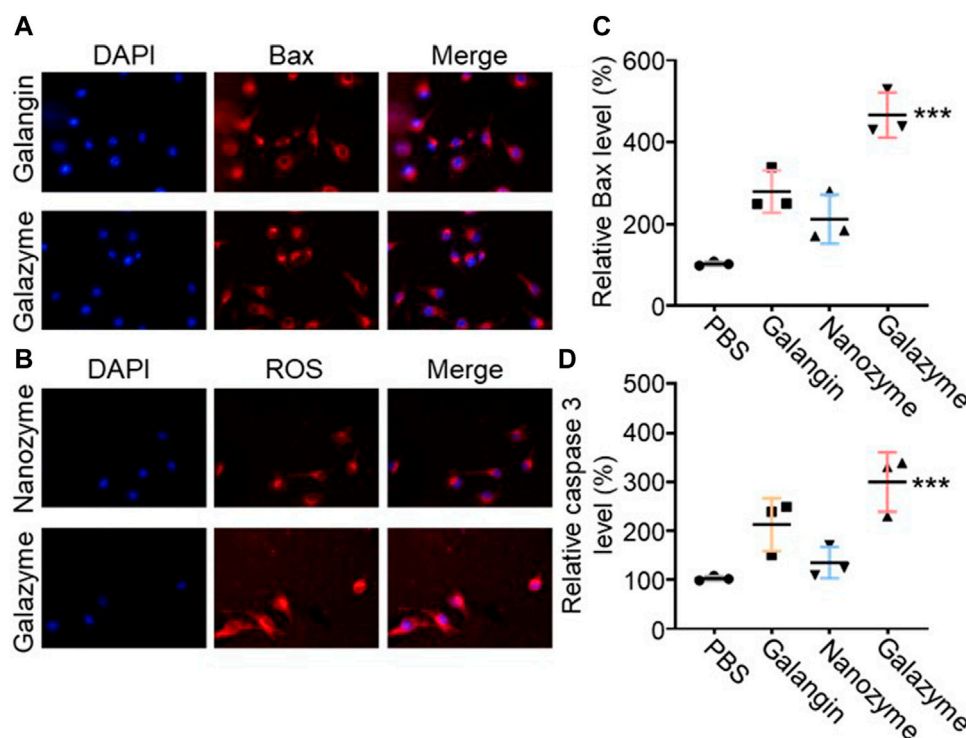 A
DAPI Bax Merge
Galangin
Galazyme
B
DAPI ROS Merge
Nanozyme
Galazyme
C
Relative Bax level (%)
600
400
200
0
***
PBS Galangin Nanozyme Galazyme
D
Relative caspase 3
level (%)
500
400
300
200
100
0
***
PBS Galangin Nanozyme Galazyme